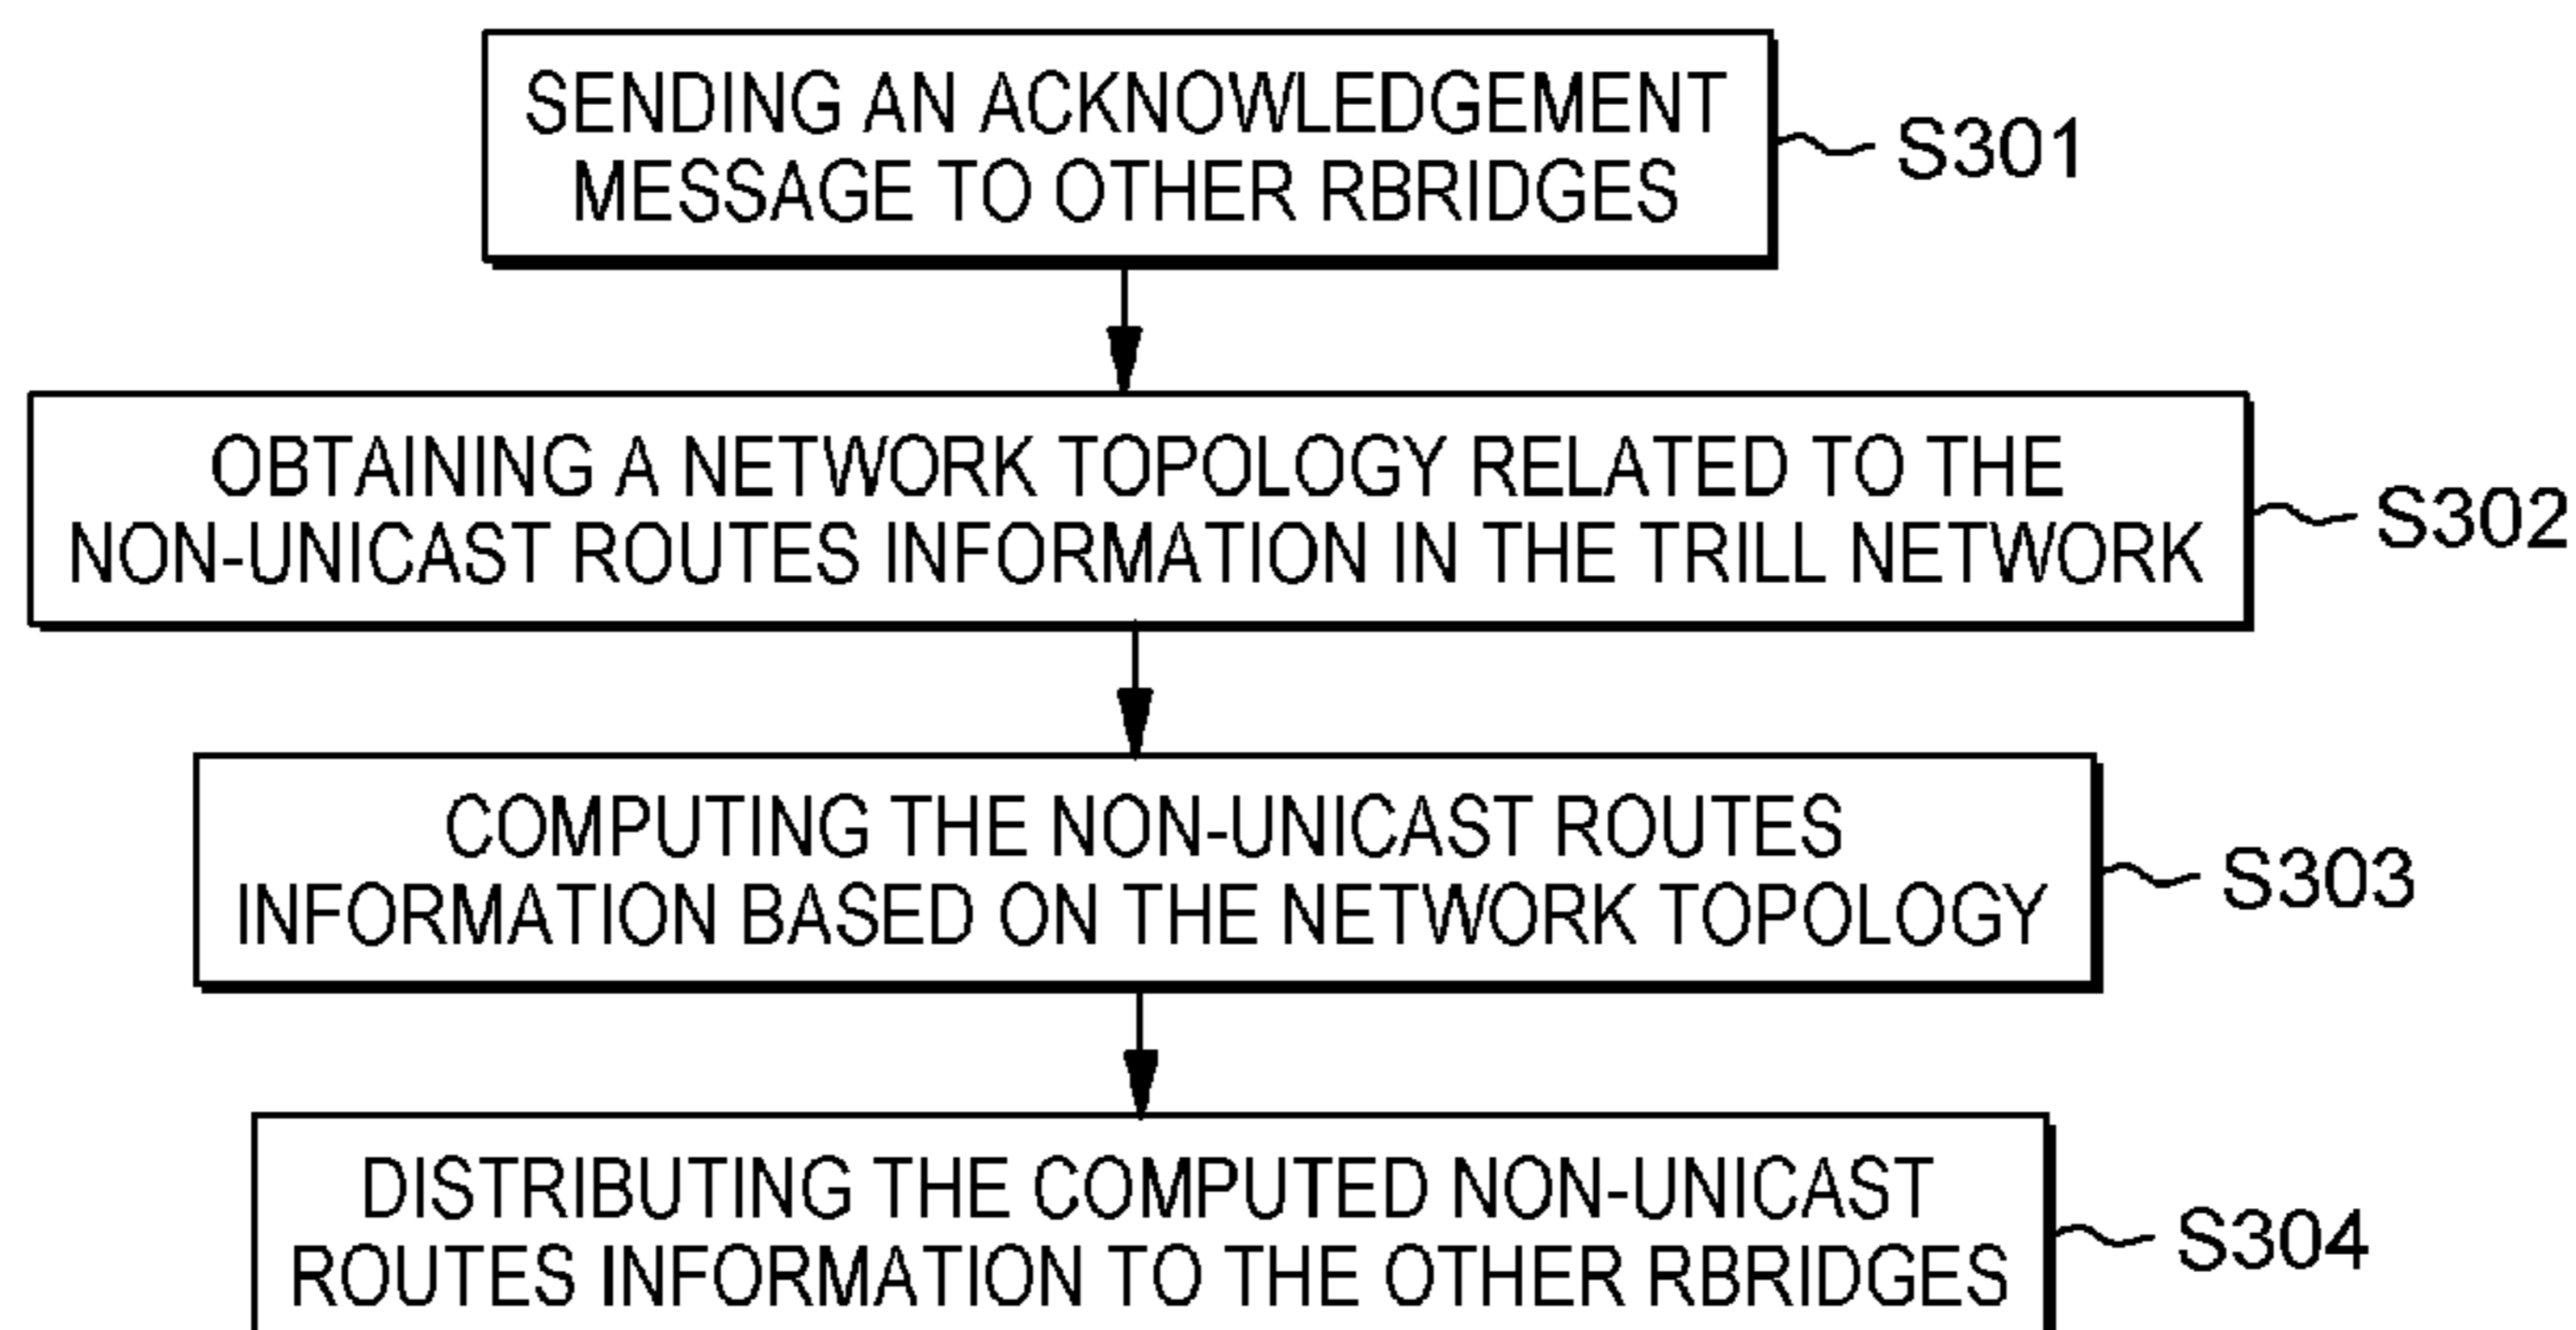 SENDING AN ACKNOWLEDGEMENT
MESSAGE TO OTHER RBRIDGES
S301
OBTAINING A NETWORK TOPOLOGY RELATED TO THE
NON-UNICAST ROUTES INFORMATION IN THE TRILL NETWORK
S302
COMPUTING THE NON-UNICAST ROUTES
INFORMATION BASED ON THE NETWORK TOPOLOGY
S303
DISTRIBUTING THE COMPUTED NON-UNICAST
ROUTES INFORMATION TO THE OTHER RBRIDGES
S304